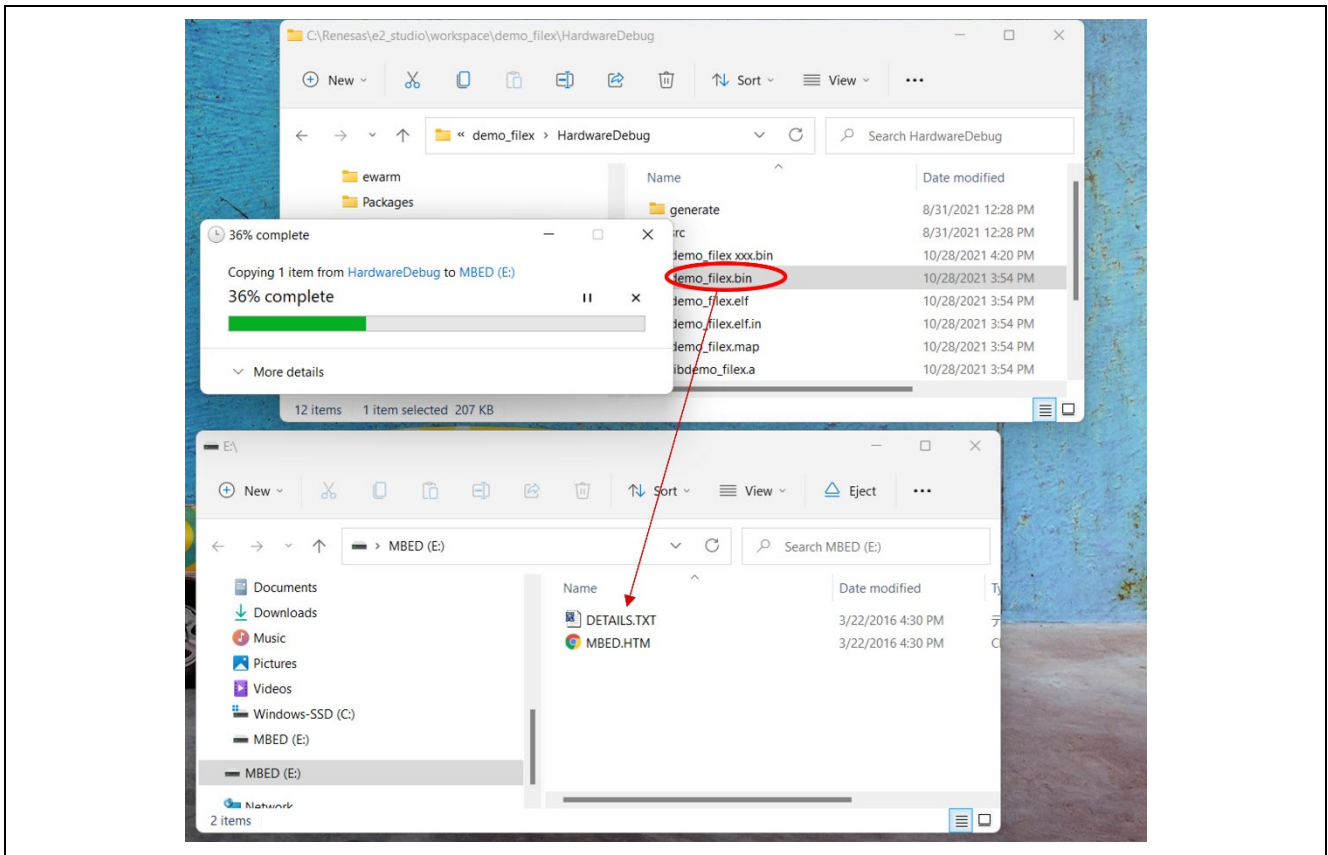 C:\Renesas\e2_studio\workspace\demo_filex\HardwareDebug
New
Sort
View
« demo_filex > HardwareDebug
Search HardwareDebug
ewarm
Packages
Name
Date modified
generate
8/31/2021 12:28 PM
src
8/31/2021 12:28 PM
demo_filex xxx.bin
10/28/2021 4:20 PM
demo_filex.bin
10/28/2021 3:54 PM
demo_filex.elf
10/28/2021 3:54 PM
demo_filex.elf.in
10/28/2021 3:54 PM
demo_filex.map
10/28/2021 3:54 PM
libdemo_filex.a
10/28/2021 3:54 PM
12 items 1 item selected 207 KB
36% complete
Copying 1 item from HardwareDebug to MBED (E:)
36% complete
More details
E:\
New
Sort
View
Eject
> MBED (E:)
Search MBED (E:)
Documents
Downloads
Music
Pictures
Videos
Windows-SSD (C:)
MBED (E:)
MBED (E:)
Network
Name
Date modified
Ty
DETAILS.TXT
3/22/2016 4:30 PM
テ
MBED.HTM
3/22/2016 4:30 PM
2 items